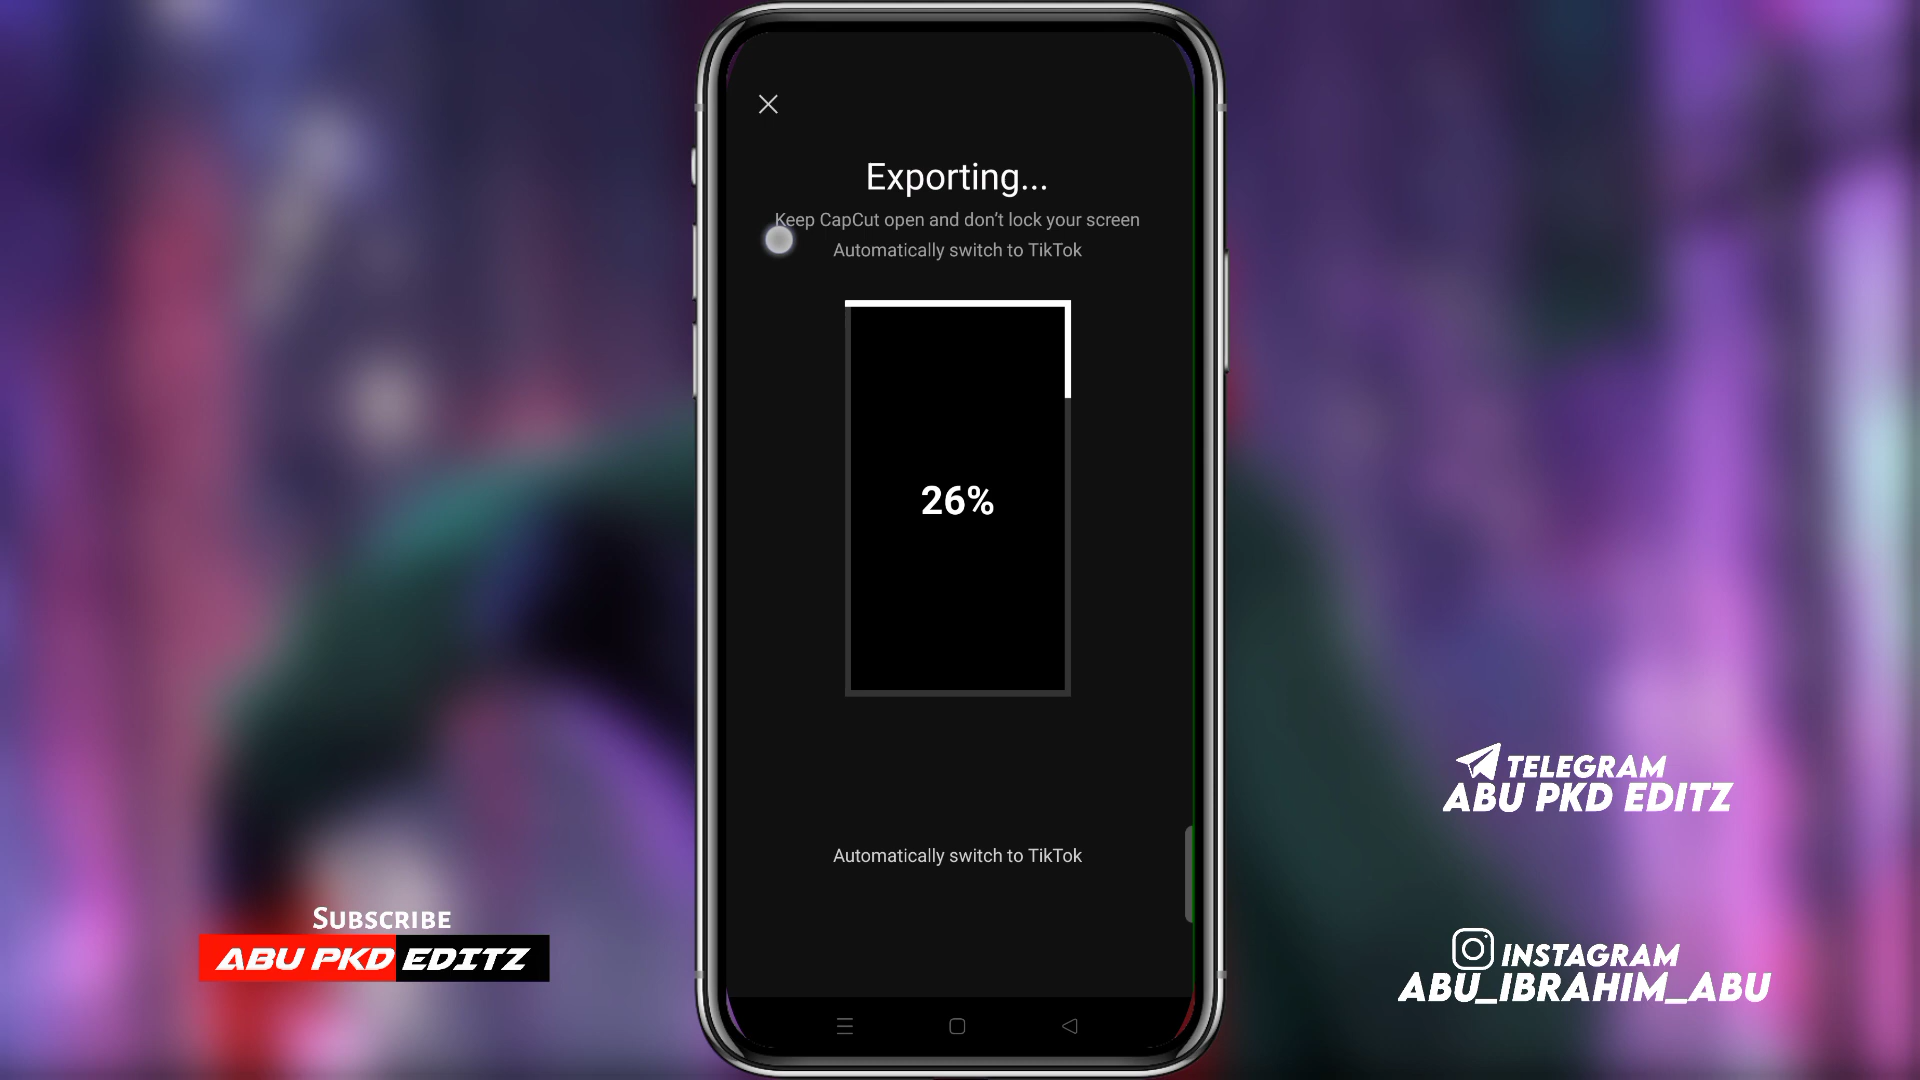 Exporting...
Keep CapCut open and don't lock your screen
Automatically switch to TikTok
26%
Automatically switch to TikTok
TELEGRAM
ABU PKD EDITZ
SUBSCRIBE
ABU PKD EDITZ
INSTAGRAM
ABU_IBRAHIM_ABU